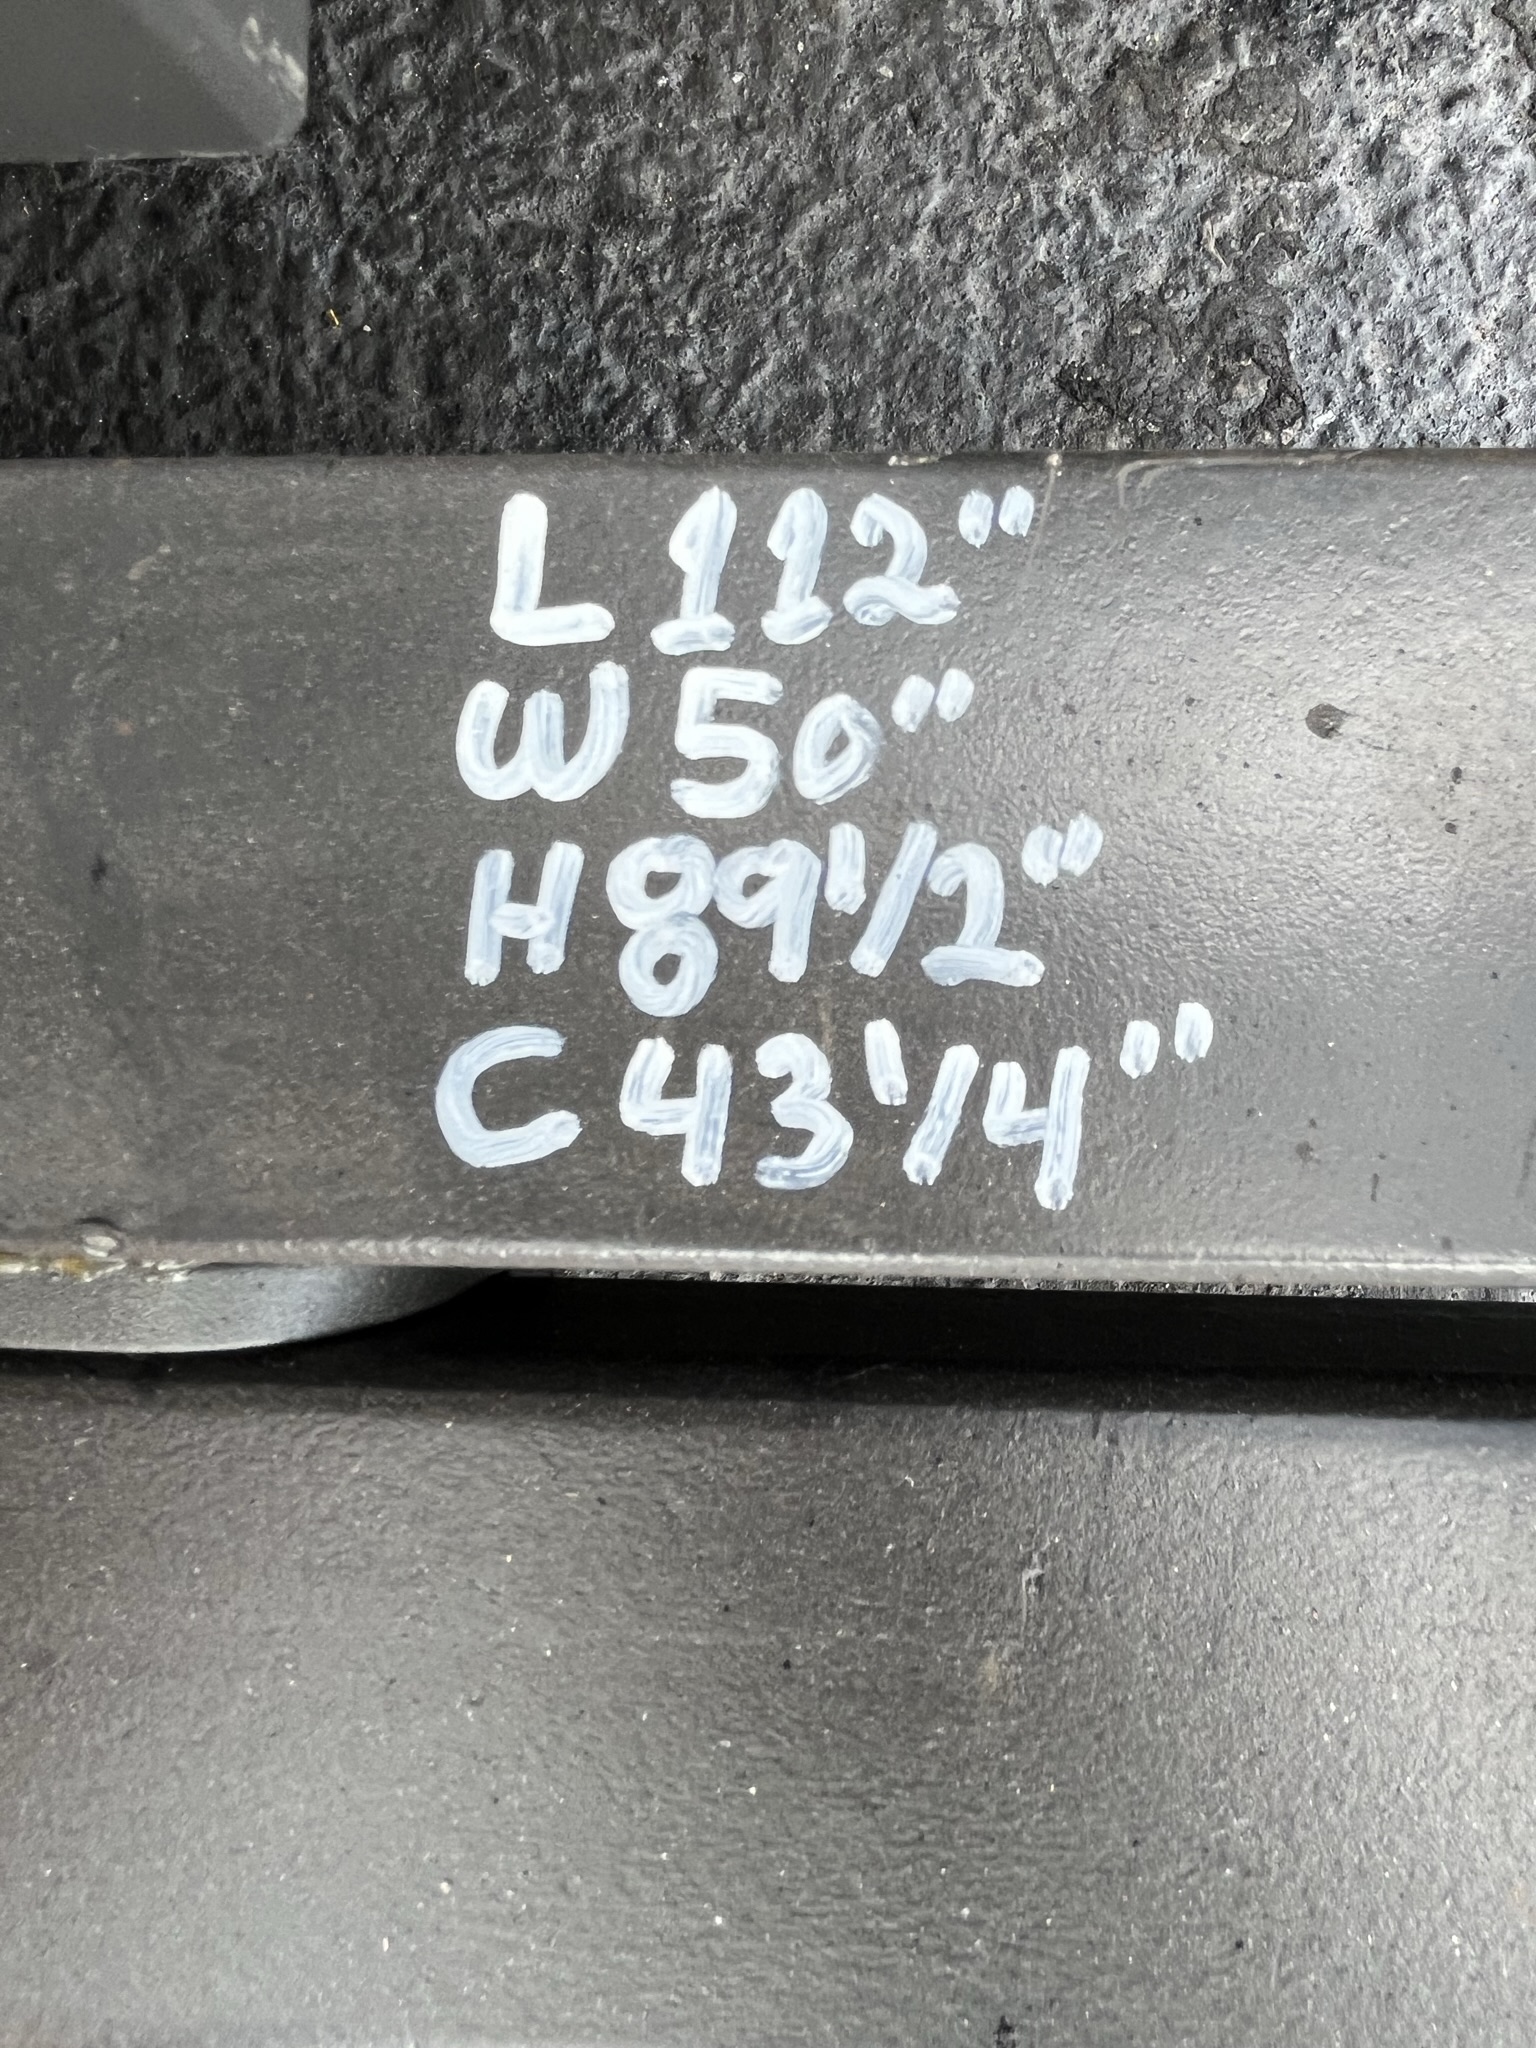 L 112"
W 50"
H 89 1/2"
C 43 1/4"